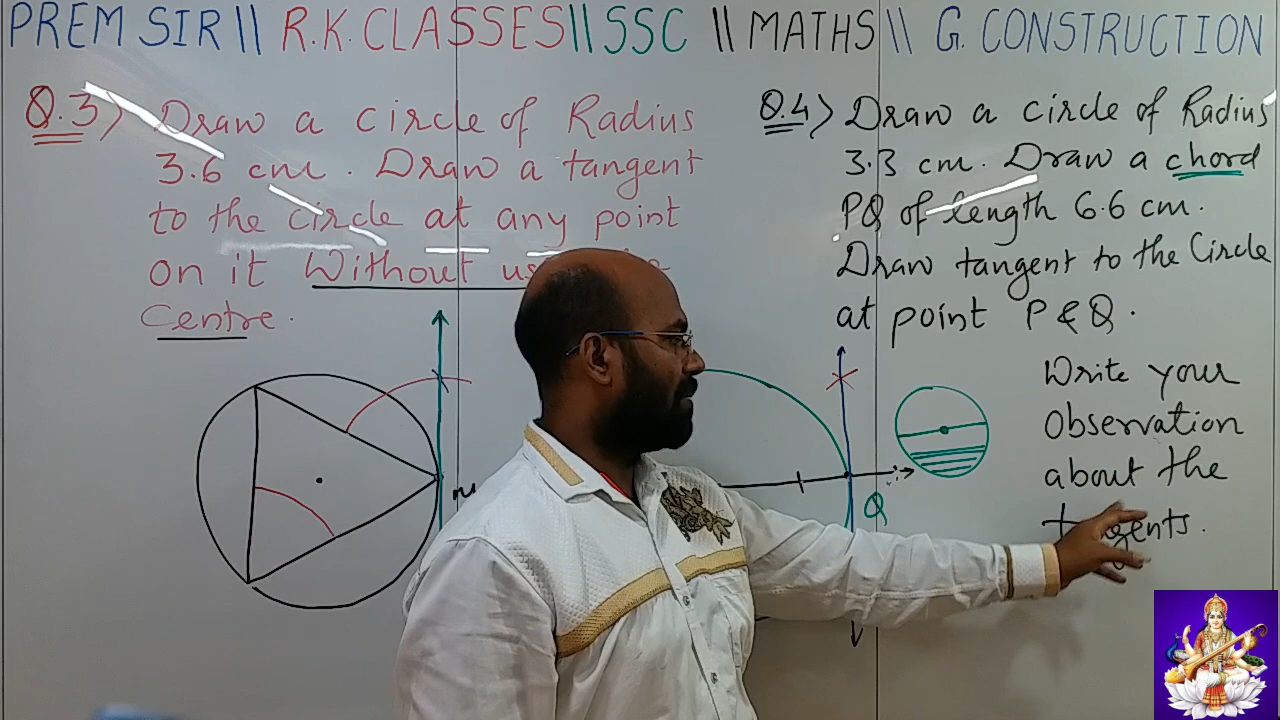 PREM SIR || R.K. CLASSES || SSC || MATHS \\ G. CONSTRUCTION
Q.3) Draw a circle of Radius
3.6 cm. Draw a tangent
to the circle at any point
on it Without
Centre.
Q.4) Draw a circle of Radius
3.3 cm. Draw a chord
PQ of length 6.6 cm.
Draw tangent to the Circle
at point P & Q.
Write your
Observation
about the
Q